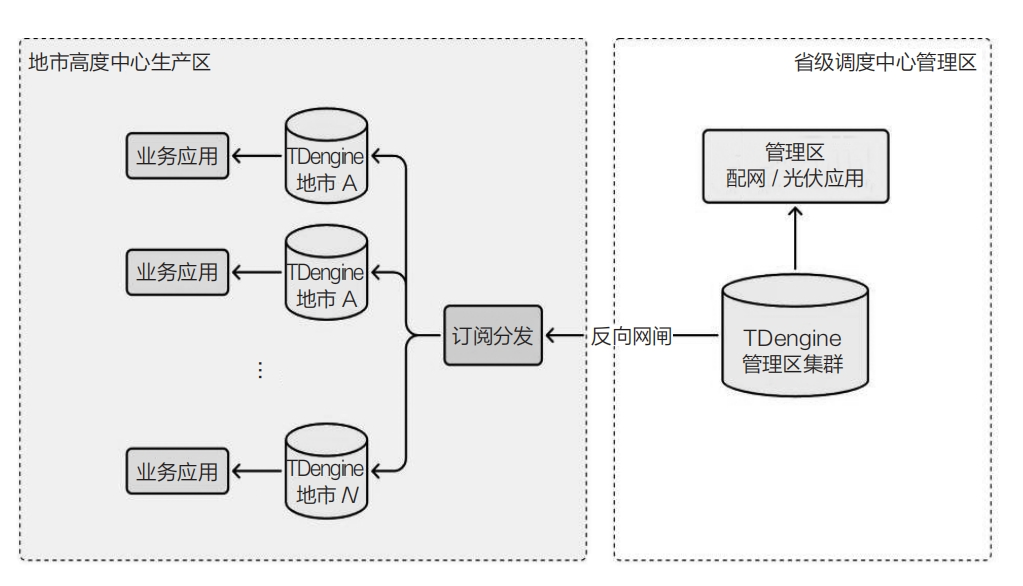 地市高度中心生产区
省级调度中心管理区
业务应用
TDengine
地市 A
管理区
配网 / 光伏应用
业务应用
TDengine
地市 A
订阅分发
反向网闸
TDengine
管理区集群
⋮
业务应用
TDengine
地市 N